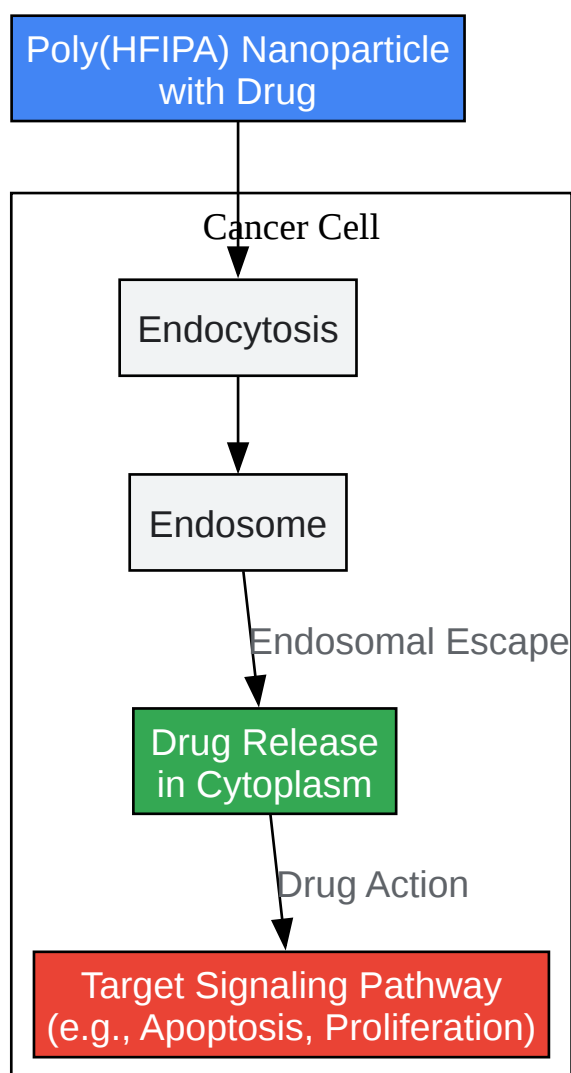 Poly(HFIPA) Nanoparticle
with Drug
Cancer Cell
Endocytosis
Endosome
Endosomal Escape
Drug Release
in Cytoplasm
Drug Action
Target Signaling Pathway
(e.g., Apoptosis, Proliferation)